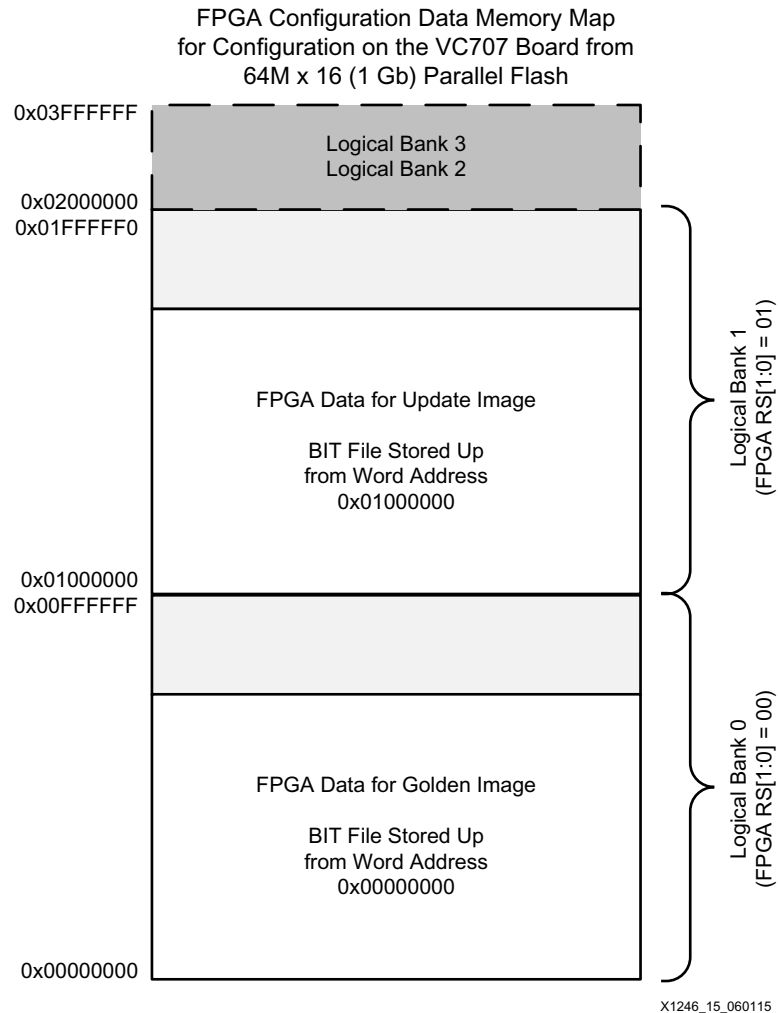 FPGA Configuration Data Memory Map
for Configuration on the VC707 Board from
64M x 16 (1 Gb) Parallel Flash
0x03FFFFFF
Logical Bank 3
Logical Bank 2
0x02000000
0x01FFFFF0
FPGA Data for Update Image
BIT File Stored Up
from Word Address
0x01000000
Logical Bank 1
(FPGA RS[1:0] = 01)
0x01000000
0x00FFFFFF
FPGA Data for Golden Image
BIT File Stored Up
from Word Address
0x00000000
Logical Bank 0
(FPGA RS[1:0] = 00)
0x00000000
X1246_15_060115